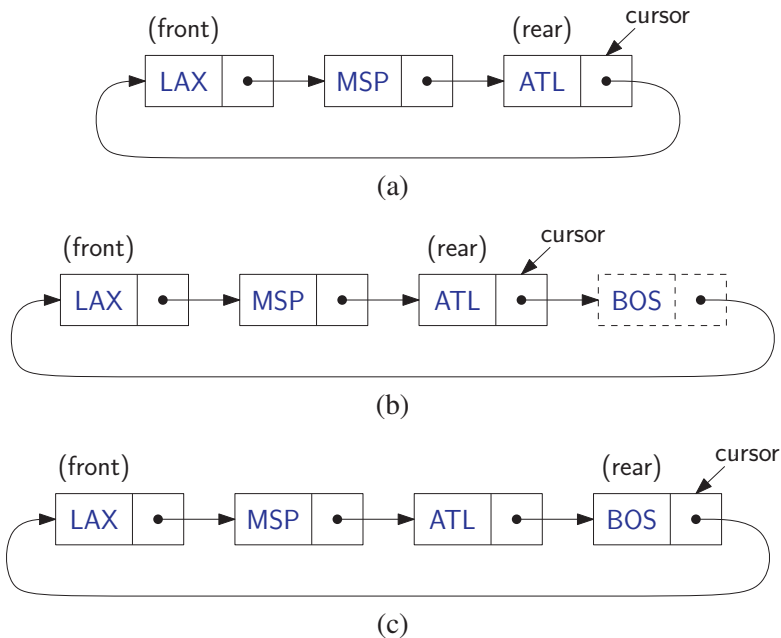 cursor
(front) (rear)
LAX MSP ATL
(a)
cursor
(front) (rear)
LAX MSP ATL BOS
(b)
cursor
(front) (rear)
LAX MSP ATL BOS
(c)